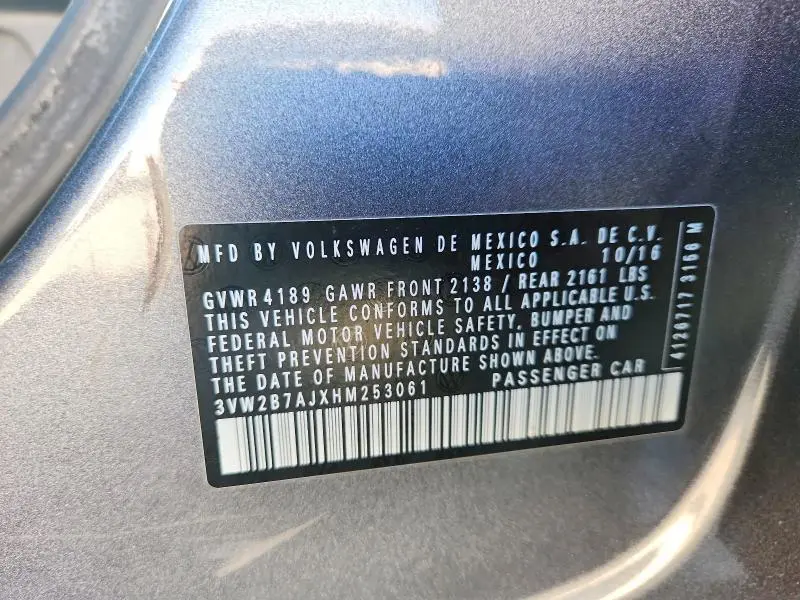 MFD BY VOLKSWAGEN DE MEXICO S.A. DE C.V.
MEXICO 10/16
GVWR 4189 GAWR FRONT 2138 / REAR 2161 LBS
THIS VEHICLE CONFORMS TO ALL APPLICABLE U.S.
FEDERAL MOTOR VEHICLE SAFETY, BUMPER AND
THEFT PREVENTION STANDARDS IN EFFECT ON
THE DATE OF MANUFACTURE SHOWN ABOVE.
3VW2B7AJXHM253061 PASSENGER CAR
4126717 3156 M